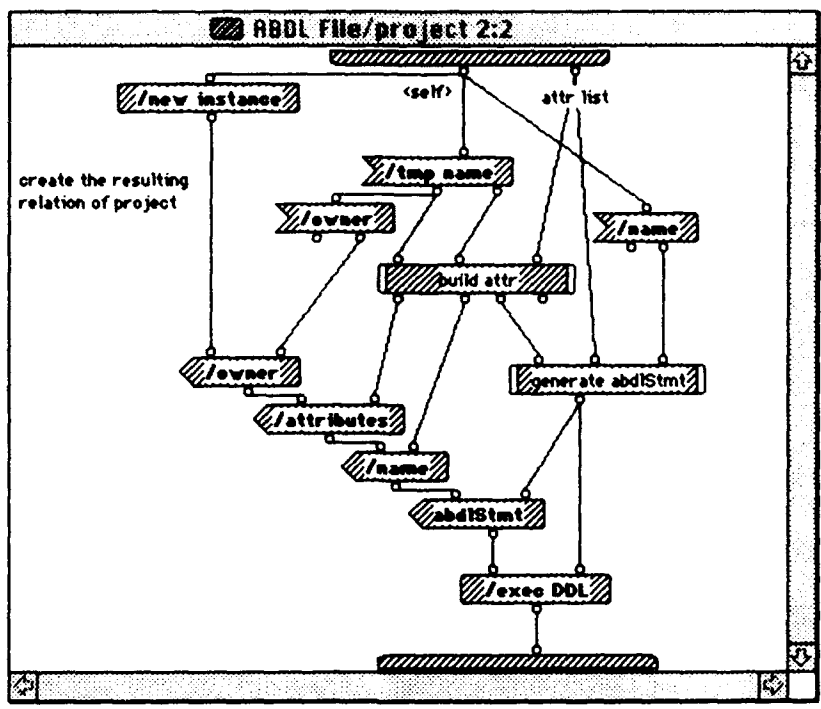 ABDL File/project 2:2
/new instance
<self>
attr list
/tmp name
create the resulting
relation of project
/owner
/name
build attr
/owner
generate abdlStmt
/attributes
/name
abdlStmt
/exec DDL